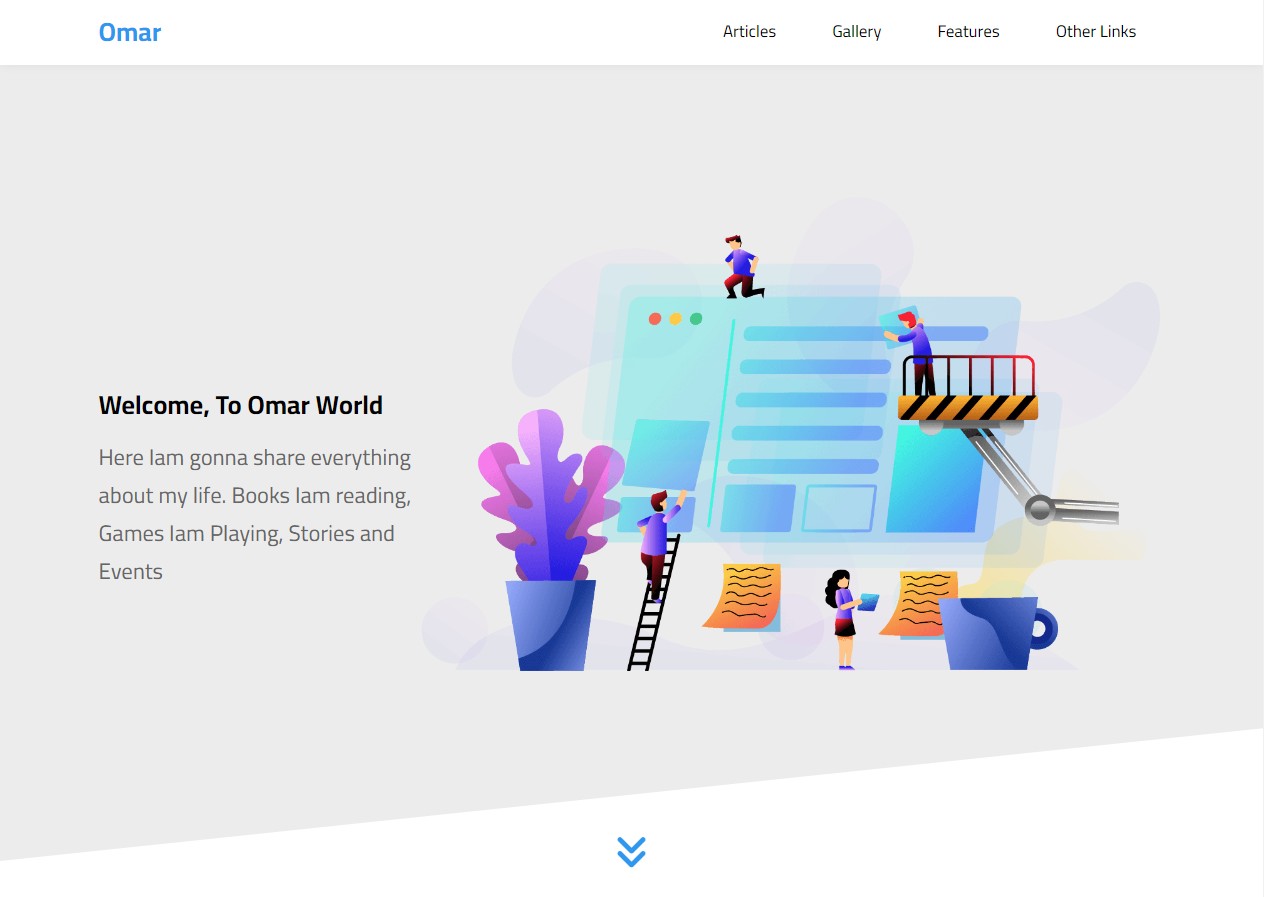 Omar
Articles
Gallery
Features
Other Links
Welcome, To Omar World
Here Iam gonna share everything
about my life. Books Iam reading,
Games Iam Playing, Stories and
Events